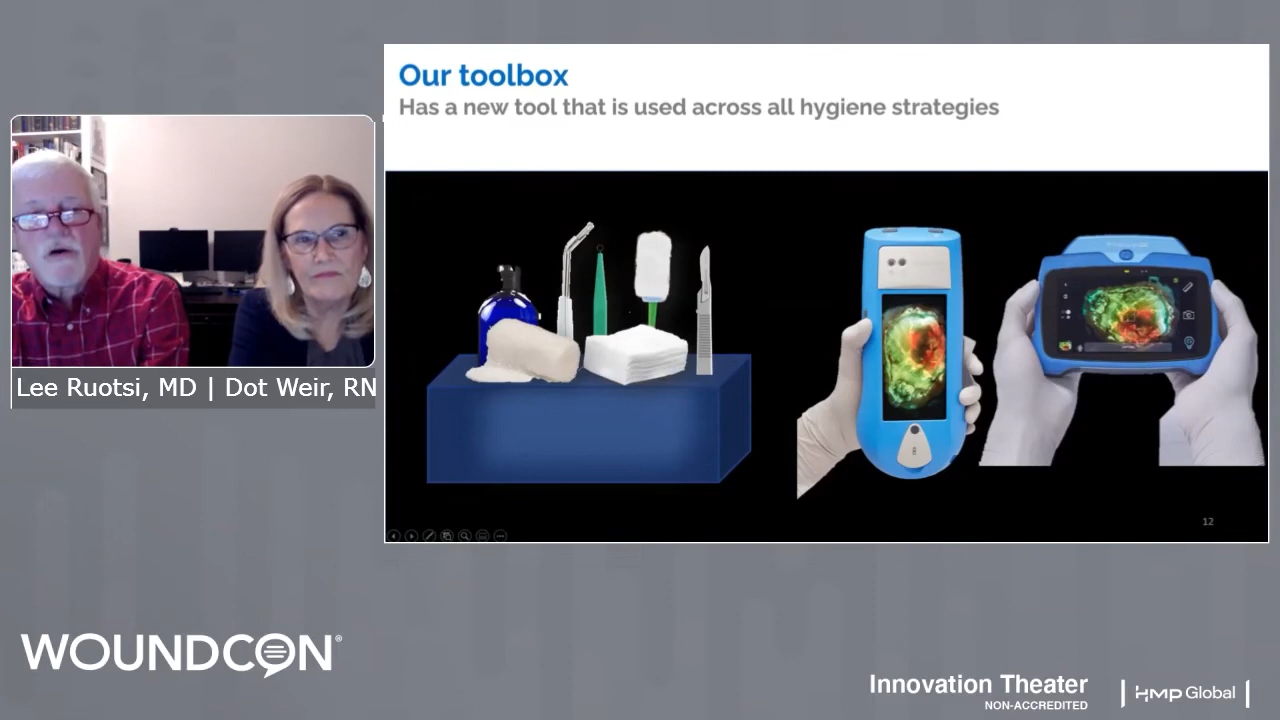 Our toolbox
Has a new tool that is used across all hygiene strategies
Lee Ruotsi, MD | Dot Weir, RN
12
WOUNDCON®
Innovation Theater
NON-ACCREDITED
HMP Global